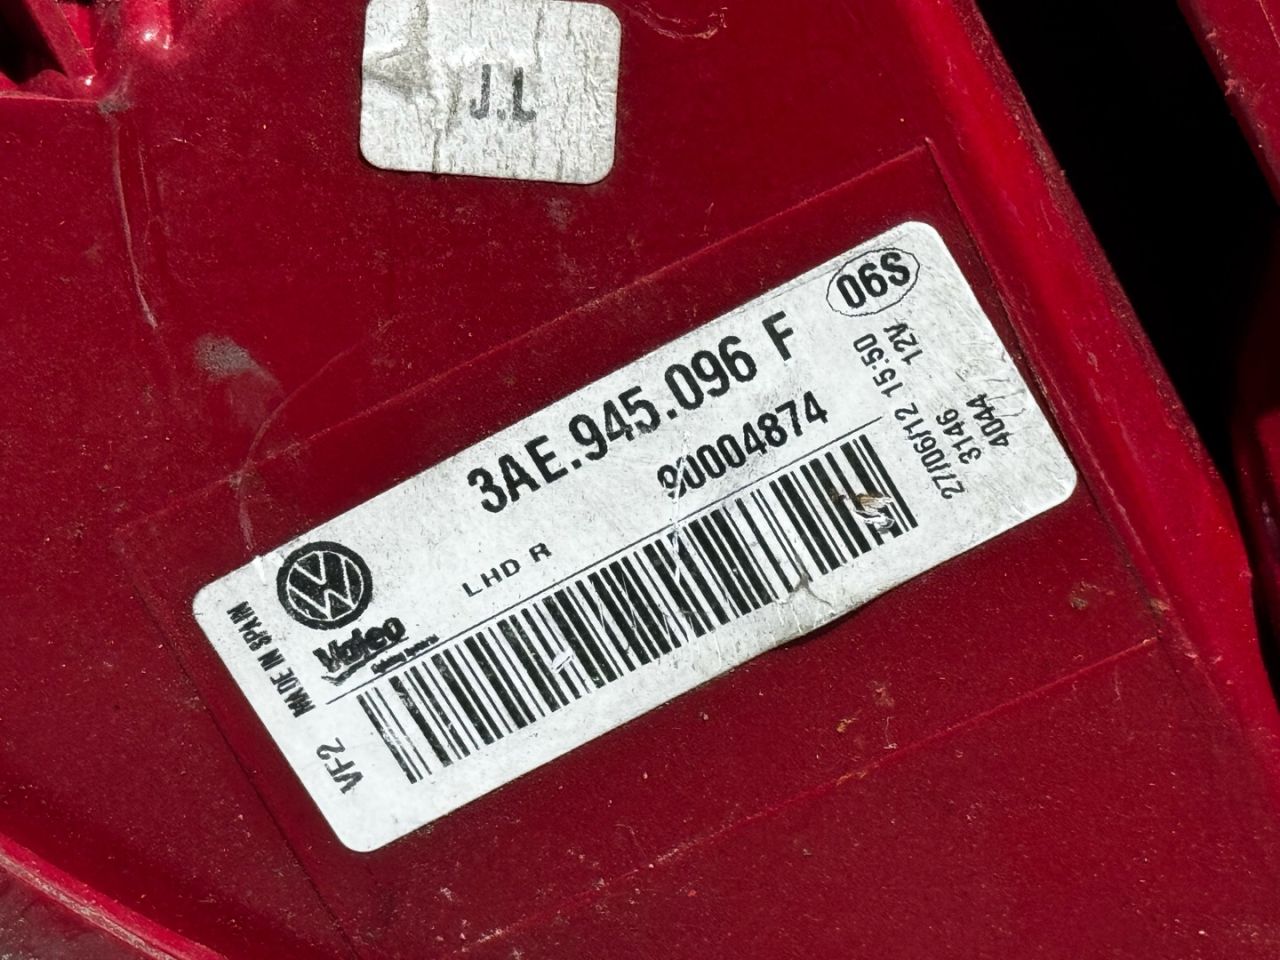 J.L
06S
3AE.945.096 F
90004874
LHD R
Valeo
MADE IN SPAIN
VF2
27/06/12 15:50
3146 12V
4044